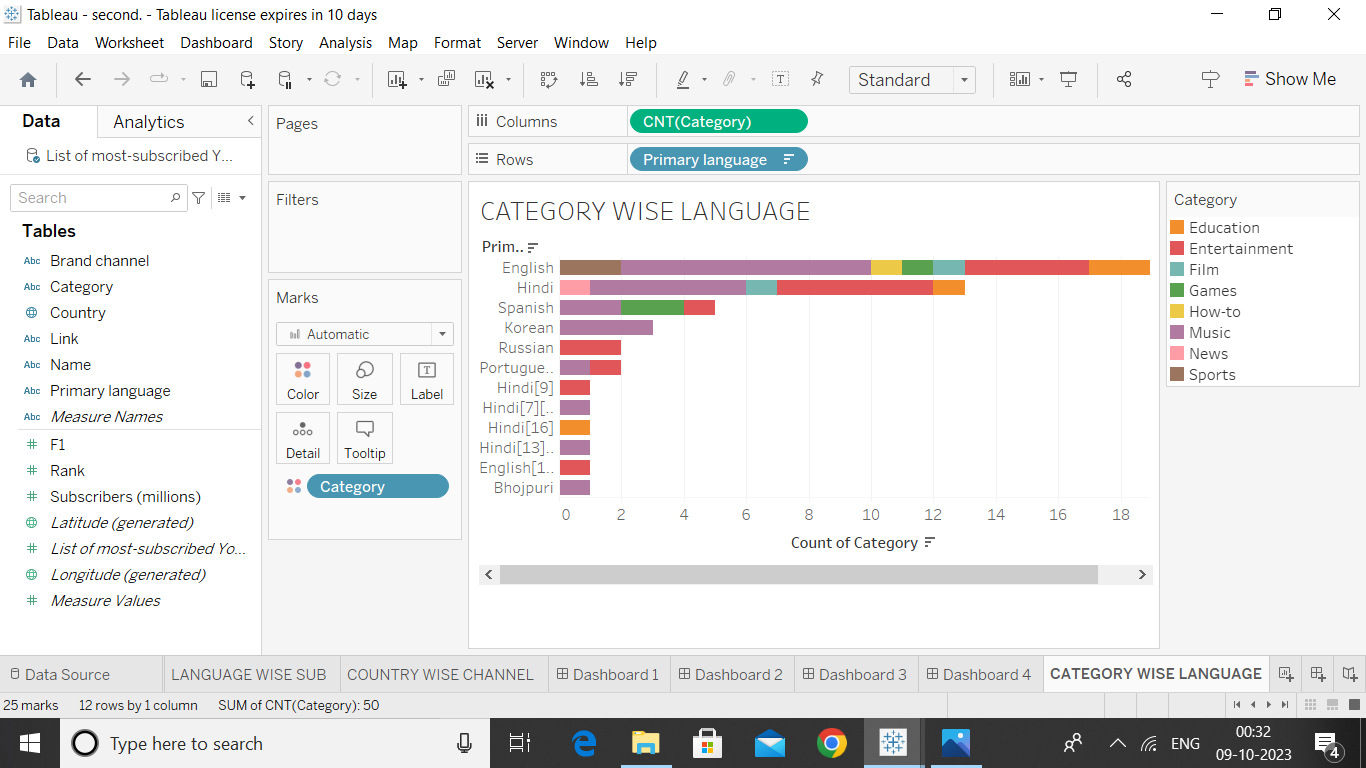 Tableau - second. - Tableau license expires in 10 days
File Data Worksheet Dashboard Story Analysis Map Format Server Window Help
Standard
Show Me
Data Analytics
List of most-subscribed Y...
Search
Tables
Abc Brand channel
Abc Category
Country
Abc Link
Abc Name
Abc Primary language
Abc Measure Names
F1
Rank
Subscribers (millions)
Latitude (generated)
List of most-subscribed Yo...
Longitude (generated)
Measure Values
Pages
Filters
Marks
Automatic
Color Size Label
Detail Tooltip
Category
Columns CNT(Category)
Rows Primary language
CATEGORY WISE LANGUAGE
Prim..
English
Hindi
Spanish
Korean
Russian
Portugue..
Hindi[9]
Hindi[7][..
Hindi[16]
Hindi[13]..
English[1..
Bhojpuri
0 2 4 6 8 10 12 14 16 18
Count of Category
Category
Education
Entertainment
Film
Games
How-to
Music
News
Sports
Data Source LANGUAGE WISE SUB COUNTRY WISE CHANNEL Dashboard 1 Dashboard 2 Dashboard 3 Dashboard 4 CATEGORY WISE LANGUAGE
25 marks 12 rows by 1 column SUM of CNT(Category): 50
Type here to search
ENG
00:32
09-10-2023
4